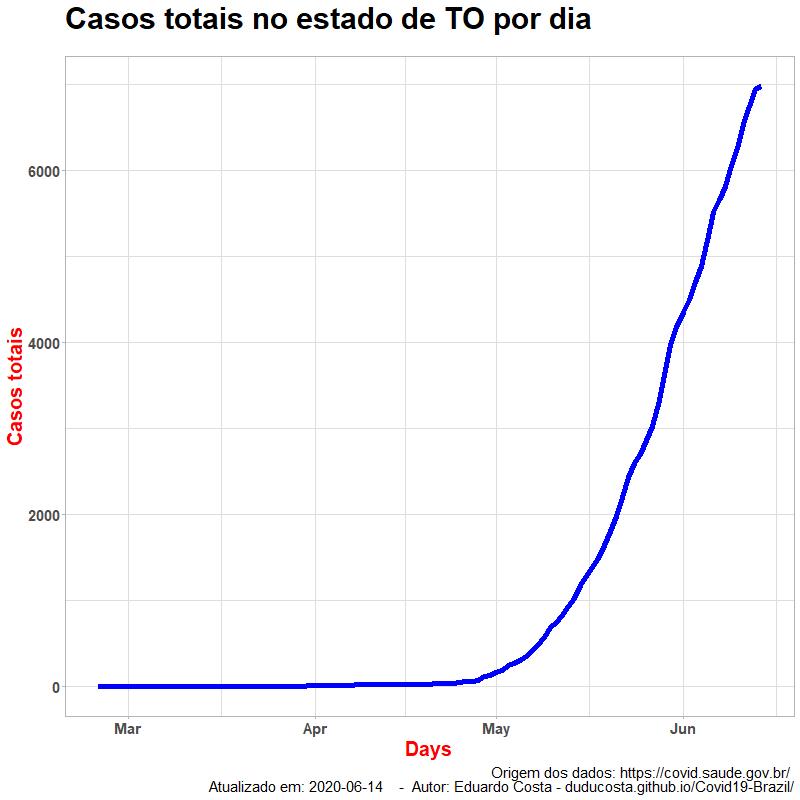 Casos totais no estado de TO por dia
Casos totais
6000
4000
2000
0
Mar Apr May Jun
Days
Origem dos dados: https://covid.saude.gov.br/
Atualizado em: 2020-06-14 - Autor: Eduardo Costa - duducosta.github.io/Covid19-Brazil/